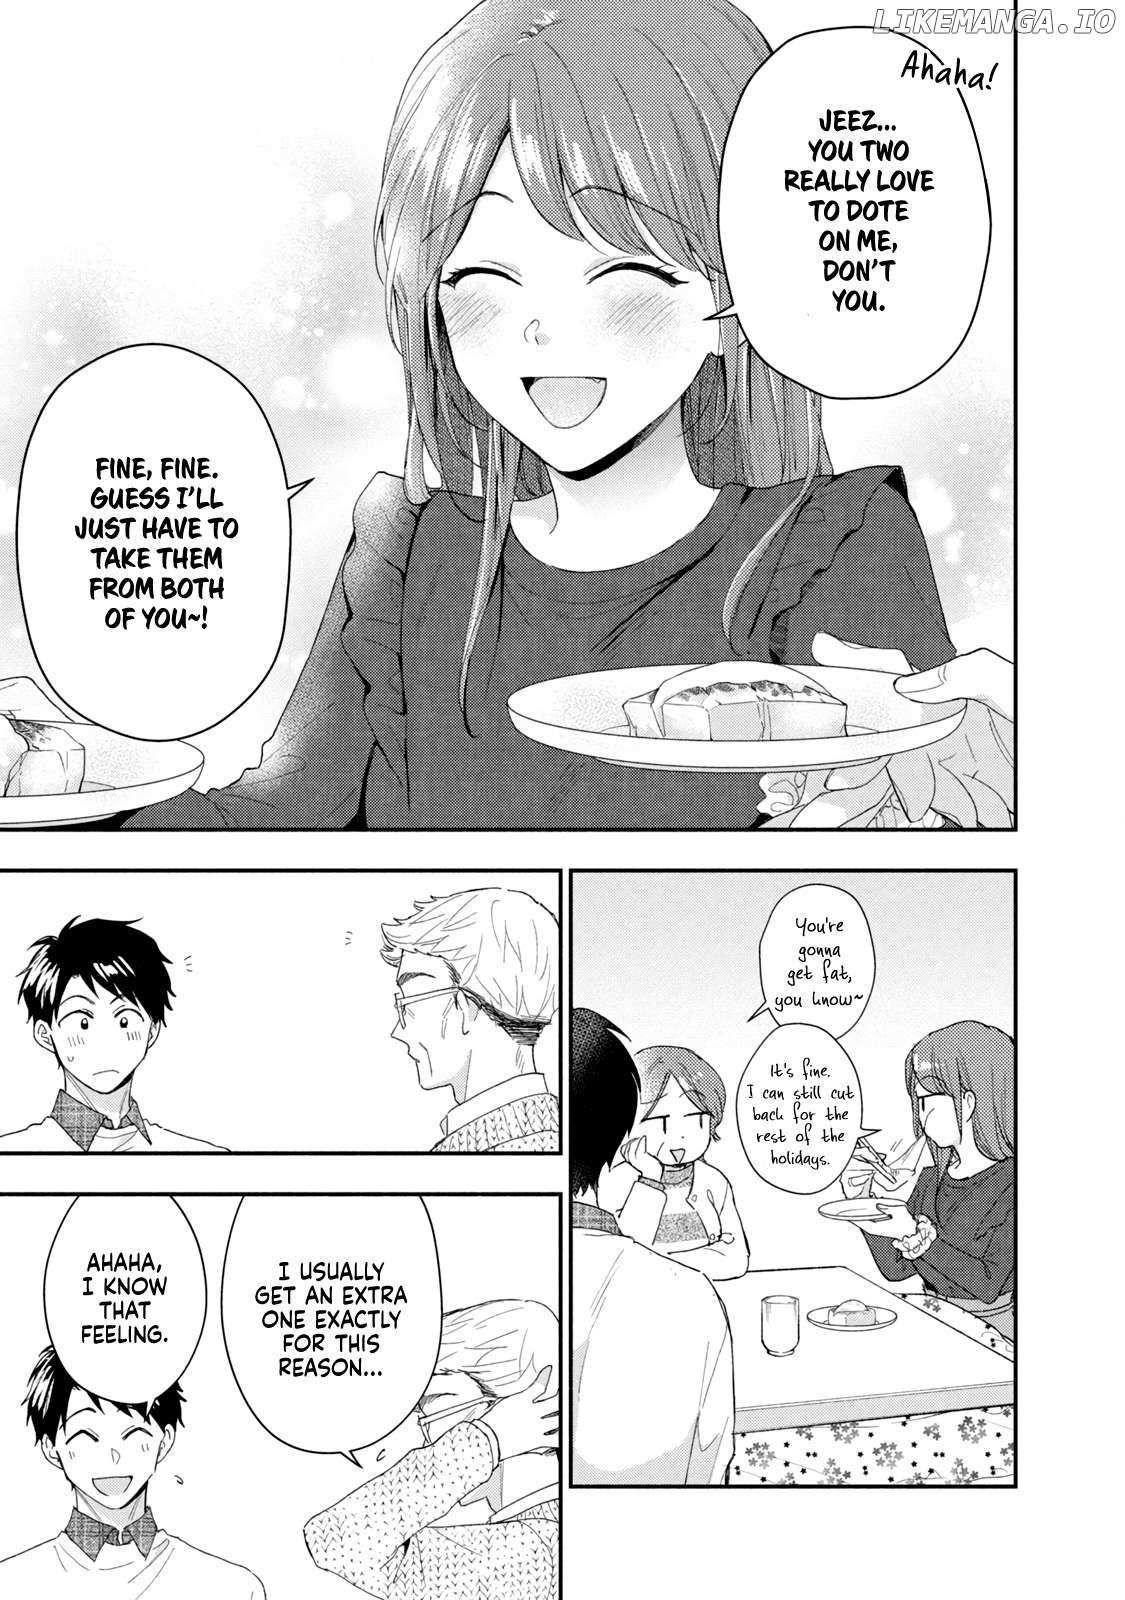 LIKEMANGA.IO
Ahaha!
JEEZ...
YOU TWO
REALLY LOVE
TO DOTE
ON ME,
DON'T
YOU.
FINE, FINE.
GUESS I'LL
JUST HAVE TO
TAKE THEM
FROM BOTH
OF YOU~!
You're
gonna
get fat,
you know~
It's fine.
I can still cut
back for the
rest of the
holidays.
I USUALLY
GET AN EXTRA
ONE EXACTLY
FOR THIS
REASON...
AHAHA,
I KNOW
THAT
FEELING.